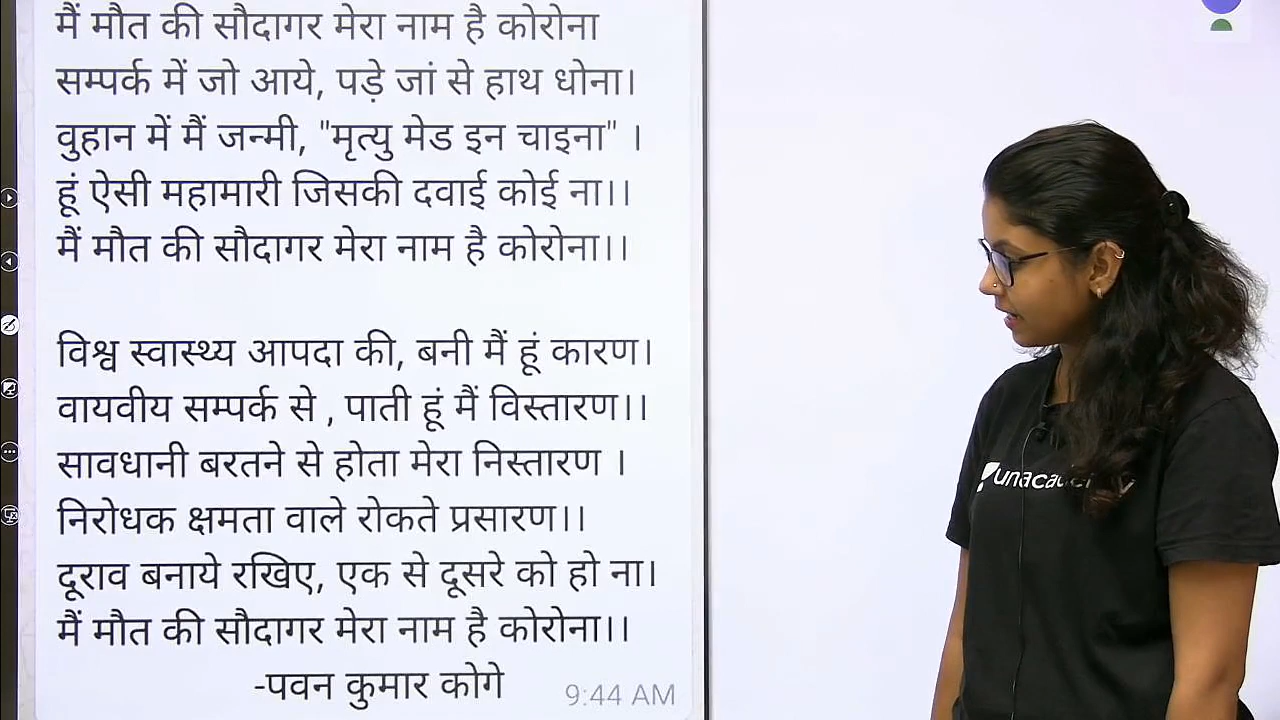 मैं मौत की सौदागर मेरा नाम है कोरोना
सम्पर्क में जो आये, पड़े जां से हाथ धोना।
वुहान में मैं जन्मी, "मृत्यु मेड इन चाइना" ।
हूं ऐसी महामारी जिसकी दवाई कोई ना।।
मैं मौत की सौदागर मेरा नाम है कोरोना।।
विश्व स्वास्थ्य आपदा की, बनी मैं हूं कारण।
वायवीय सम्पर्क से , पाती हूं मैं विस्तारण।।
सावधानी बरतने से होता मेरा निस्तारण ।
निरोधक क्षमता वाले रोकते प्रसारण।।
दूराव बनाये रखिए, एक से दूसरे को हो ना।
मैं मौत की सौदागर मेरा नाम है कोरोना।।
-पवन कुमार कोगे
9:44 AM
unacademy